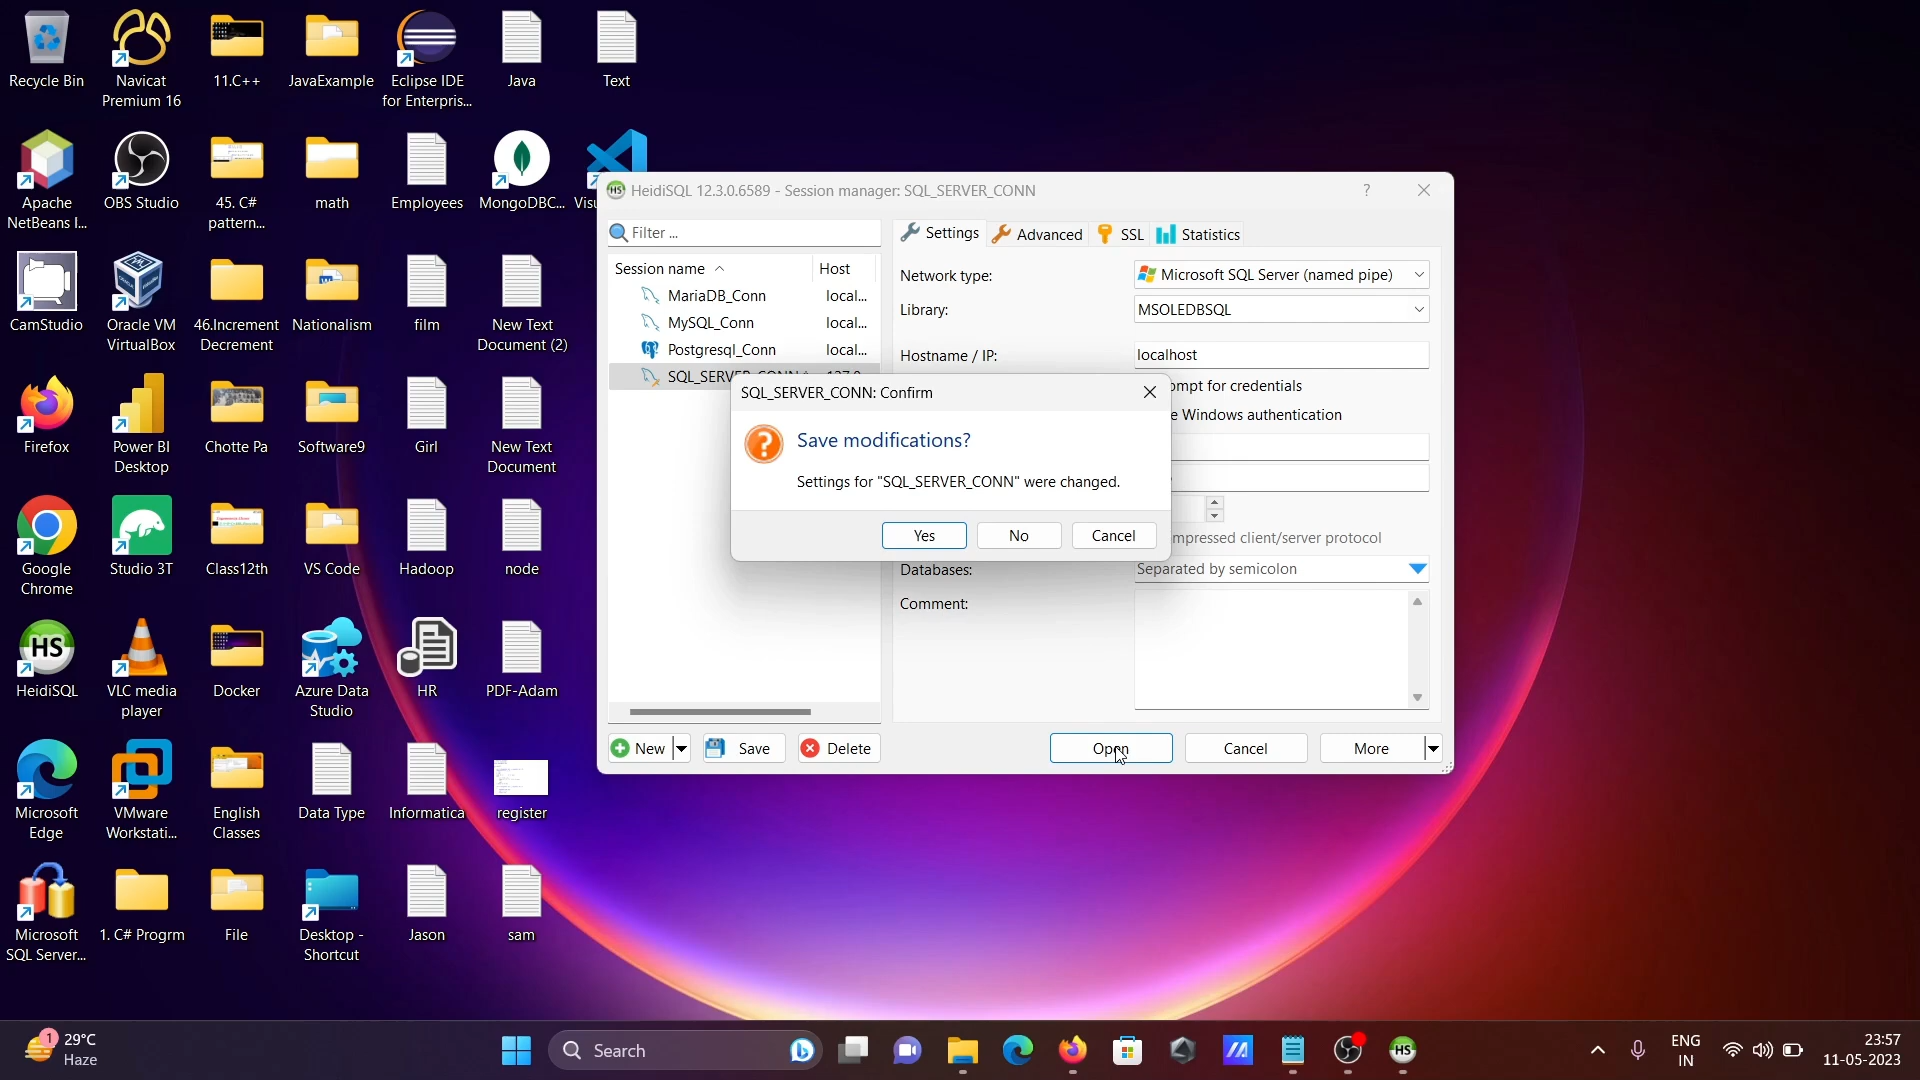 Recycle Bin
Navicat
Premium 16
11.C++
JavaExample
Eclipse IDE
for Enterpris...
Java
Text
Apache
NetBeans I...
OBS Studio
45. C#
pattern...
math
Employees
MongoDBC...
CamStudio
Oracle VM
VirtualBox
46.Increment
Decrement
Nationalism
film
New Text
Document (2)
Firefox
Power BI
Desktop
Chotte Pa
Software9
Girl
New Text
Document
Google
Chrome
Studio 3T
Class12th
VS Code
Hadoop
node
HS
HeidiSQL
VLC media
player
Docker
Azure Data
Studio
HR
PDF-Adam
Microsoft
Edge
VMware
Workstati...
English
Classes
Data Type
Informatica
register
Microsoft
SQL Server...
1. C# Progrm
File
Desktop -
Shortcut
Jason
sam
HS HeidiSQL 12.3.0.6589 - Session manager: SQL_SERVER_CONN
?
Filter ...
Session name
Host
MariaDB_Conn local...
MySQL_Conn local...
Postgresql_Conn local...
Settings
Advanced
SSL
Statistics
Network type:
Microsoft SQL Server (named pipe)
Library:
MSOLEDBSQL
Hostname / IP:
localhost
for credentials
Windows authentication
client/server protocol
Databases:
Separated by semicolon
Comment:
SQL_SERVER_CONN: Confirm
?
Save modifications?
Settings for "SQL_SERVER_CONN" were changed.
Yes
No
Cancel
New
Save
Delete
Open
Cancel
More
1
29°C
Haze
Search
HS
ENG
IN
23:57
11-05-2023